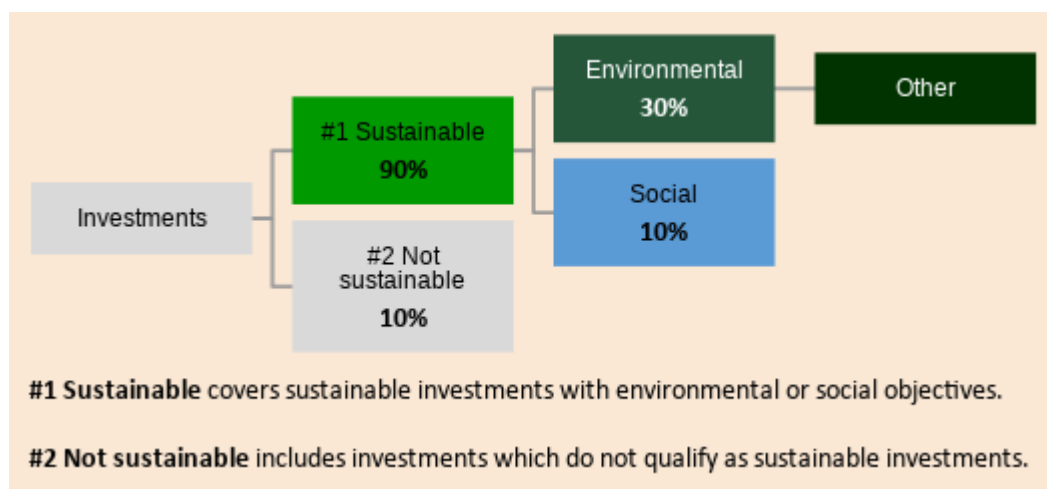 Environmental
30%
Other
#1 Sustainable
90%
Social
10%
Investments
#2 Not
sustainable
10%
#1 Sustainable covers sustainable investments with environmental or social objectives.
#2 Not sustainable includes investments which do not qualify as sustainable investments.